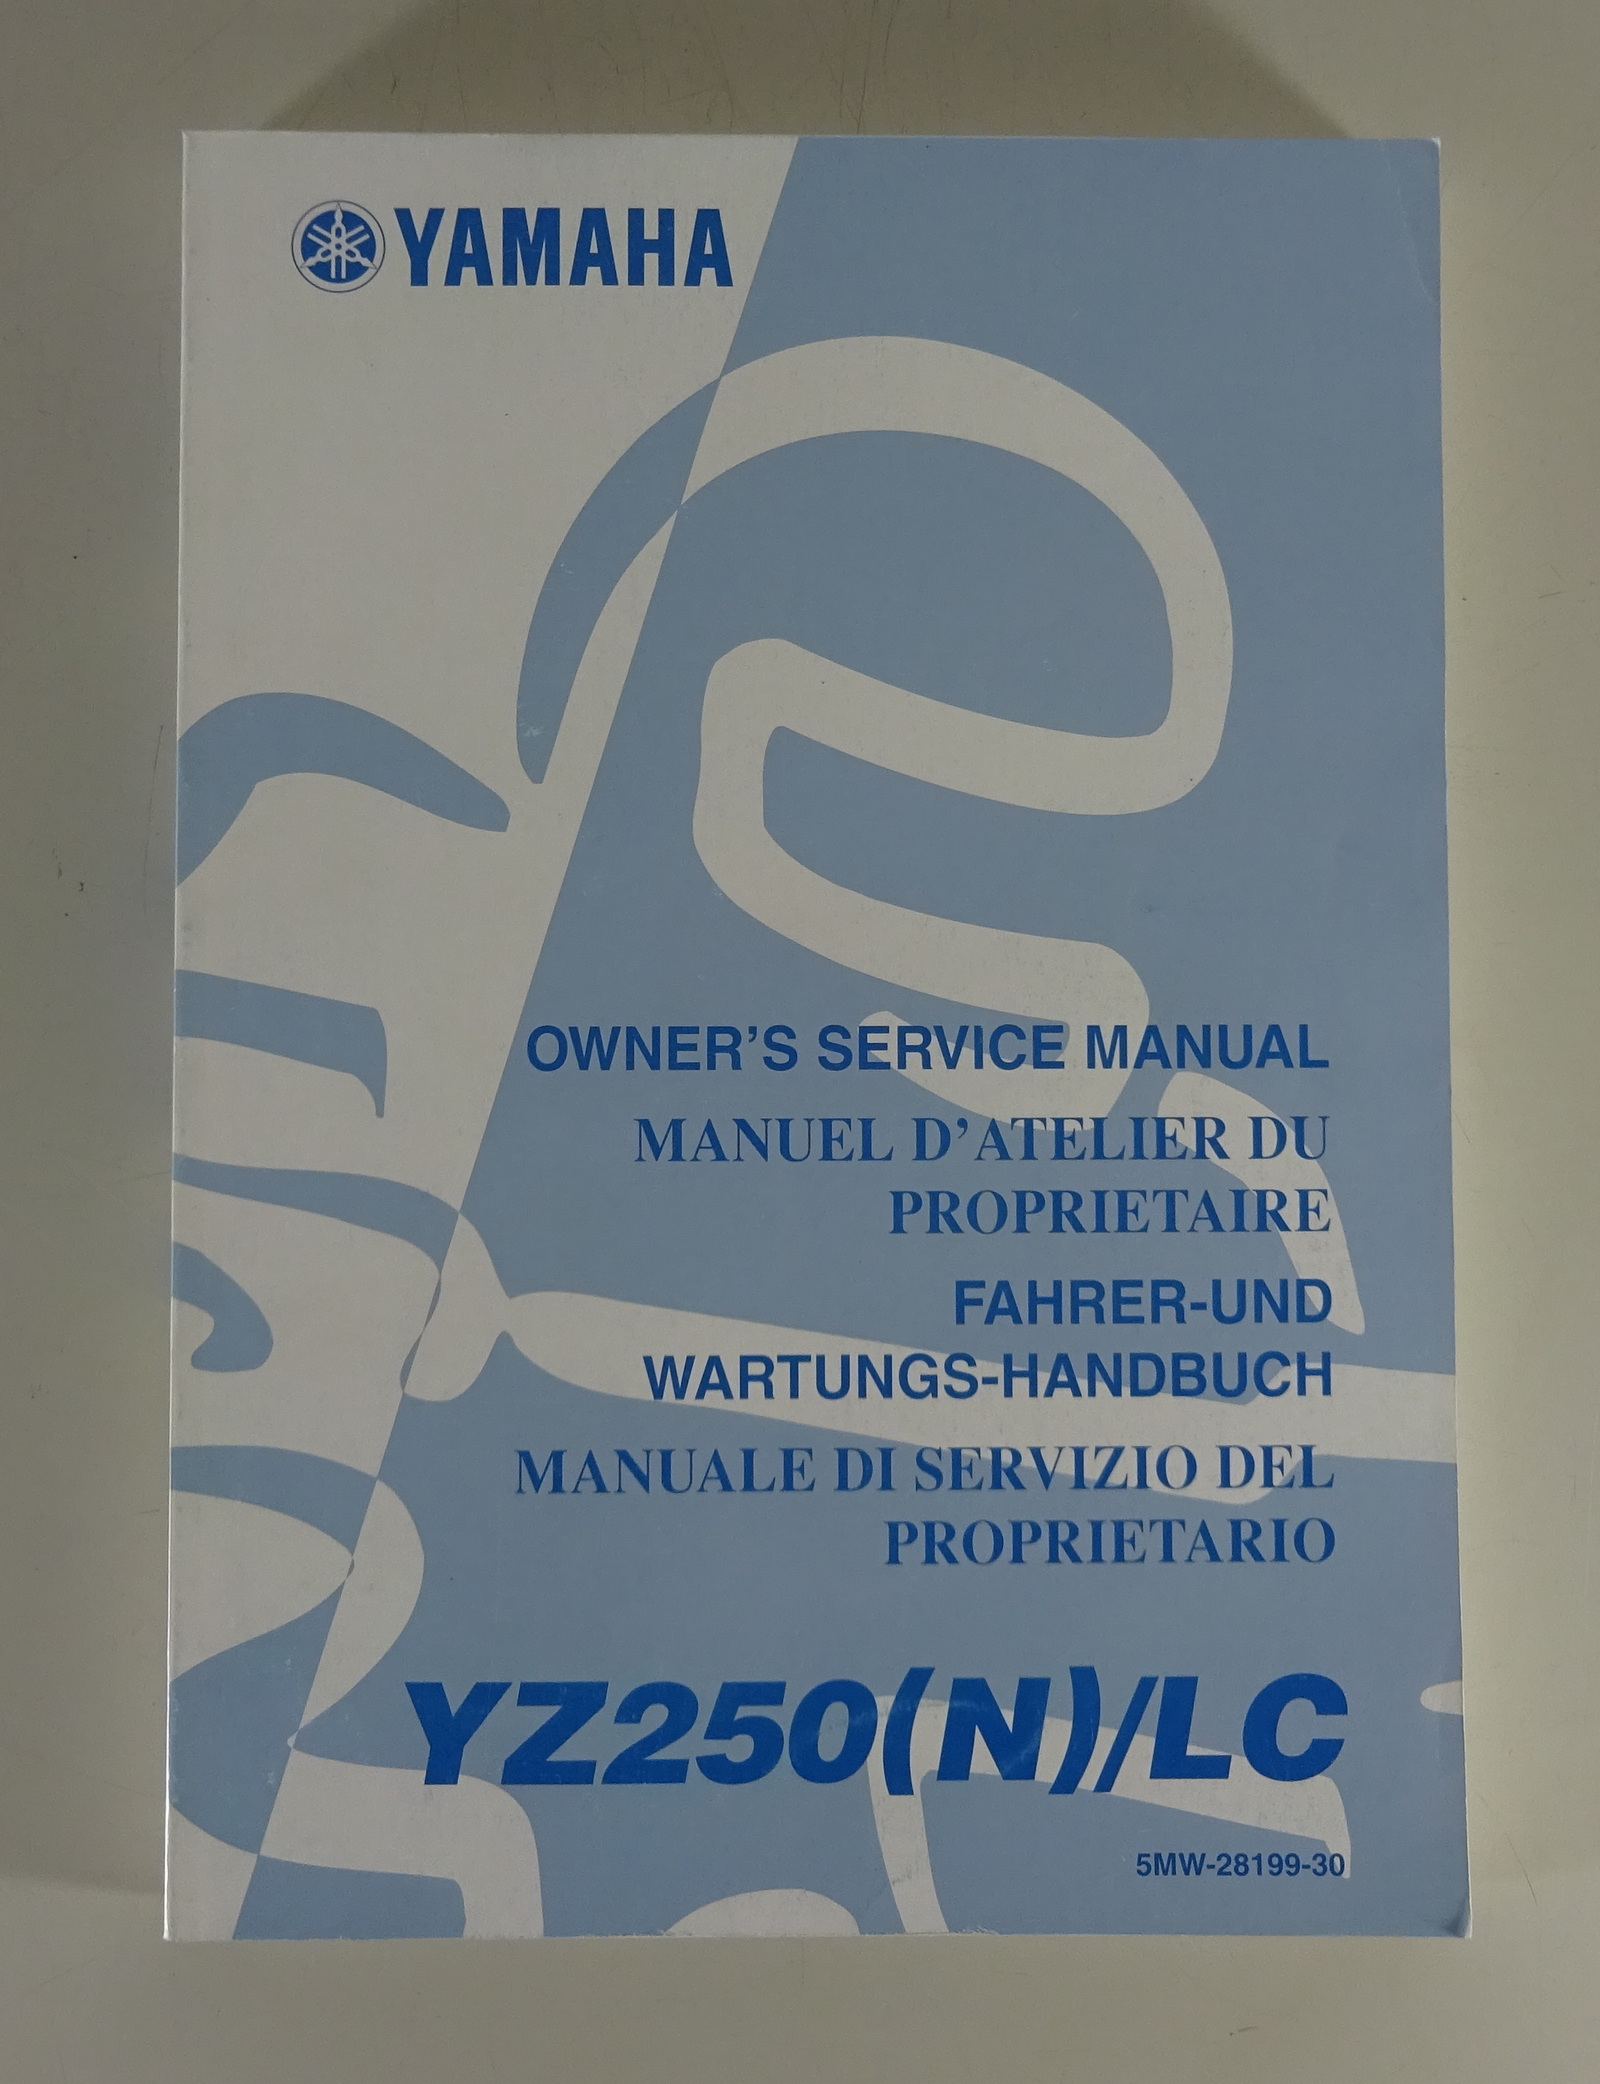 YAMAHA
OWNER'S SERVICE MANUAL
MANUEL D'ATELIER DU
PROPRIETAIRE
FAHRER-UND
WARTUNGS-HANDBUCH
MANUALE DI SERVIZIO DEL
PROPRIETARIO
YZ250(N)/LC
5MW-28199-30